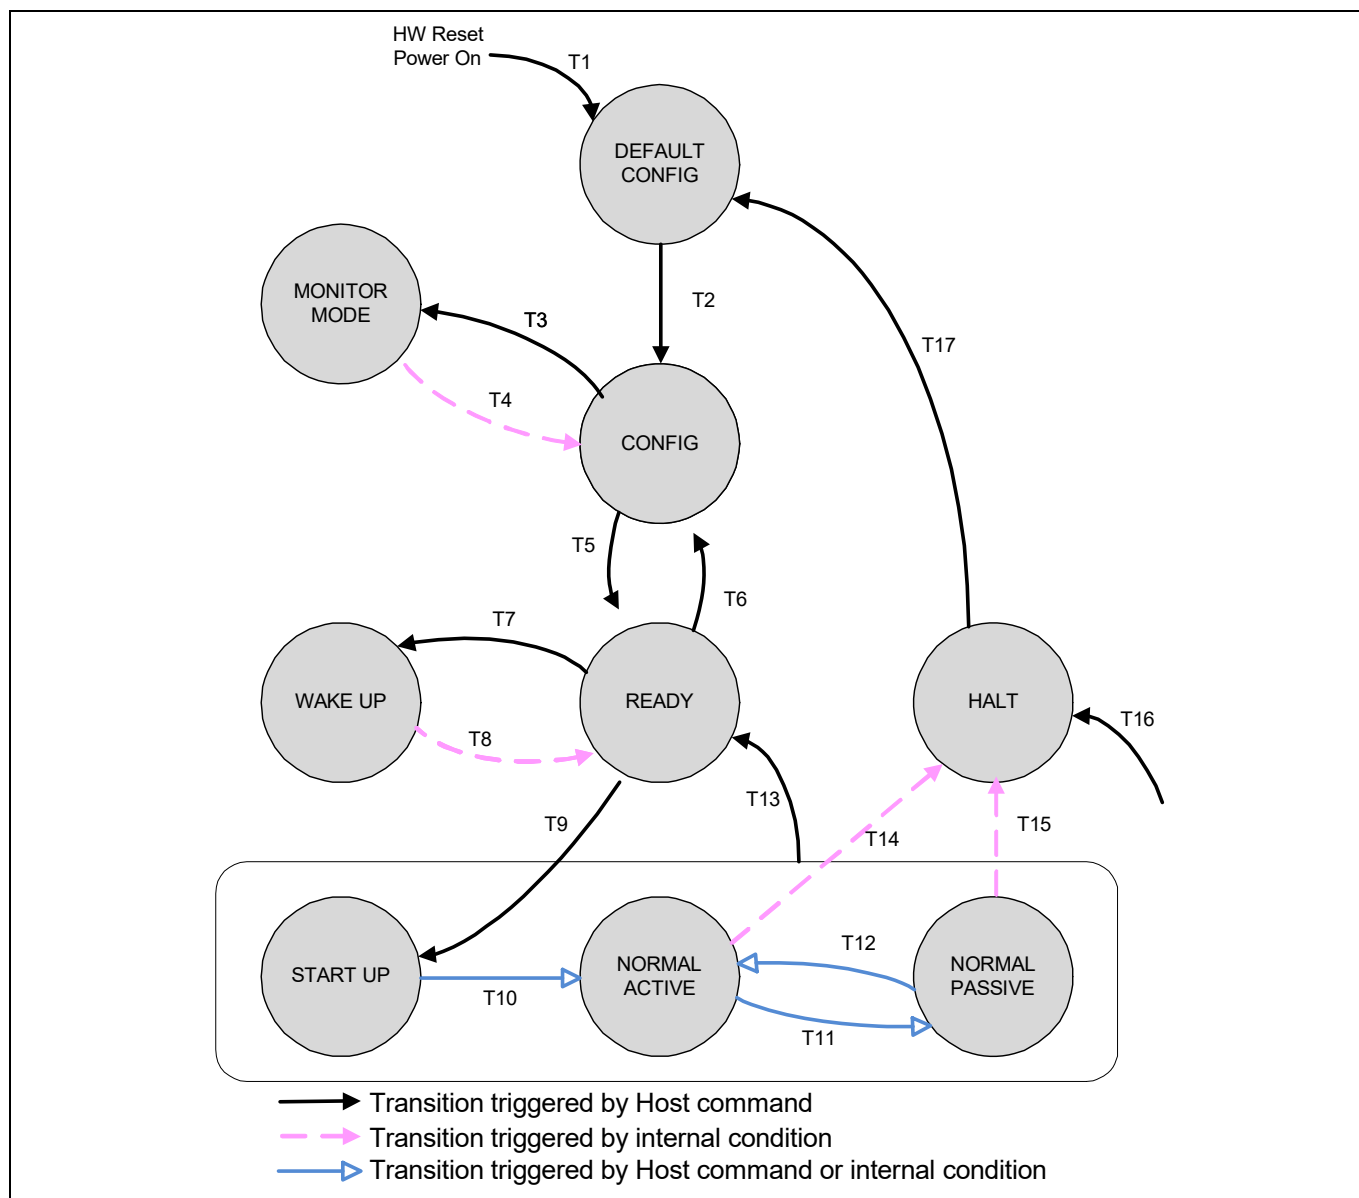 HW Reset
Power On
T1
DEFAULT
CONFIG
T2
MONITOR
MODE
T3
T17
T4
CONFIG
T5
T6
T7
WAKE UP
READY
HALT
T16
T8
T13
T9
T14
T15
START UP
T10
NORMAL
ACTIVE
T12
T11
NORMAL
PASSIVE
Transition triggered by Host command
Transition triggered by internal condition
Transition triggered by Host command or internal condition